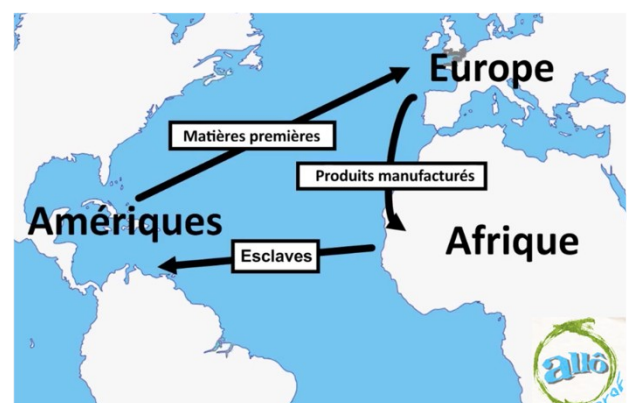 Europe
Matières premières
Produits manufacturés
Amériques
Afrique
Esclaves
allô